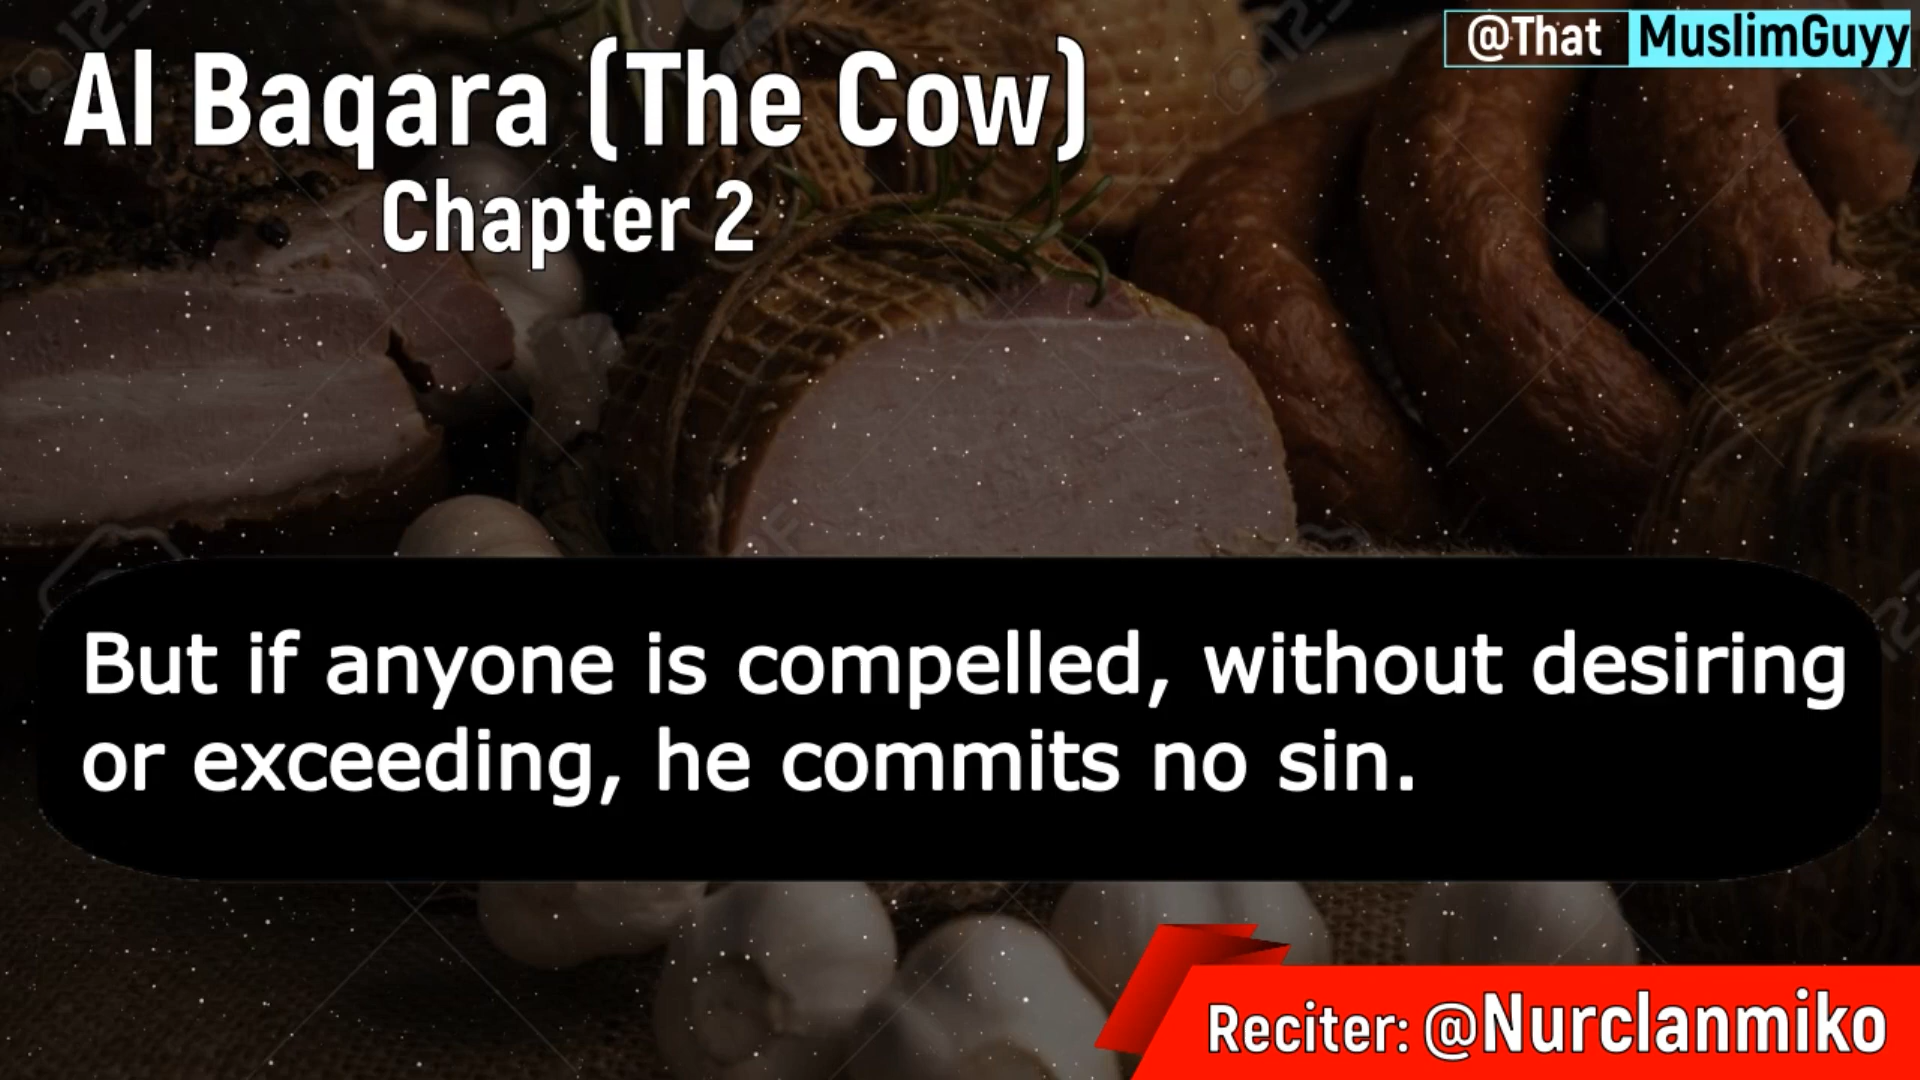 @That MuslimGuyy
Al Baqara (The Cow)
Chapter 2
But if anyone is compelled, without desiring
or exceeding, he commits no sin.
Reciter: @Nurclanmiko